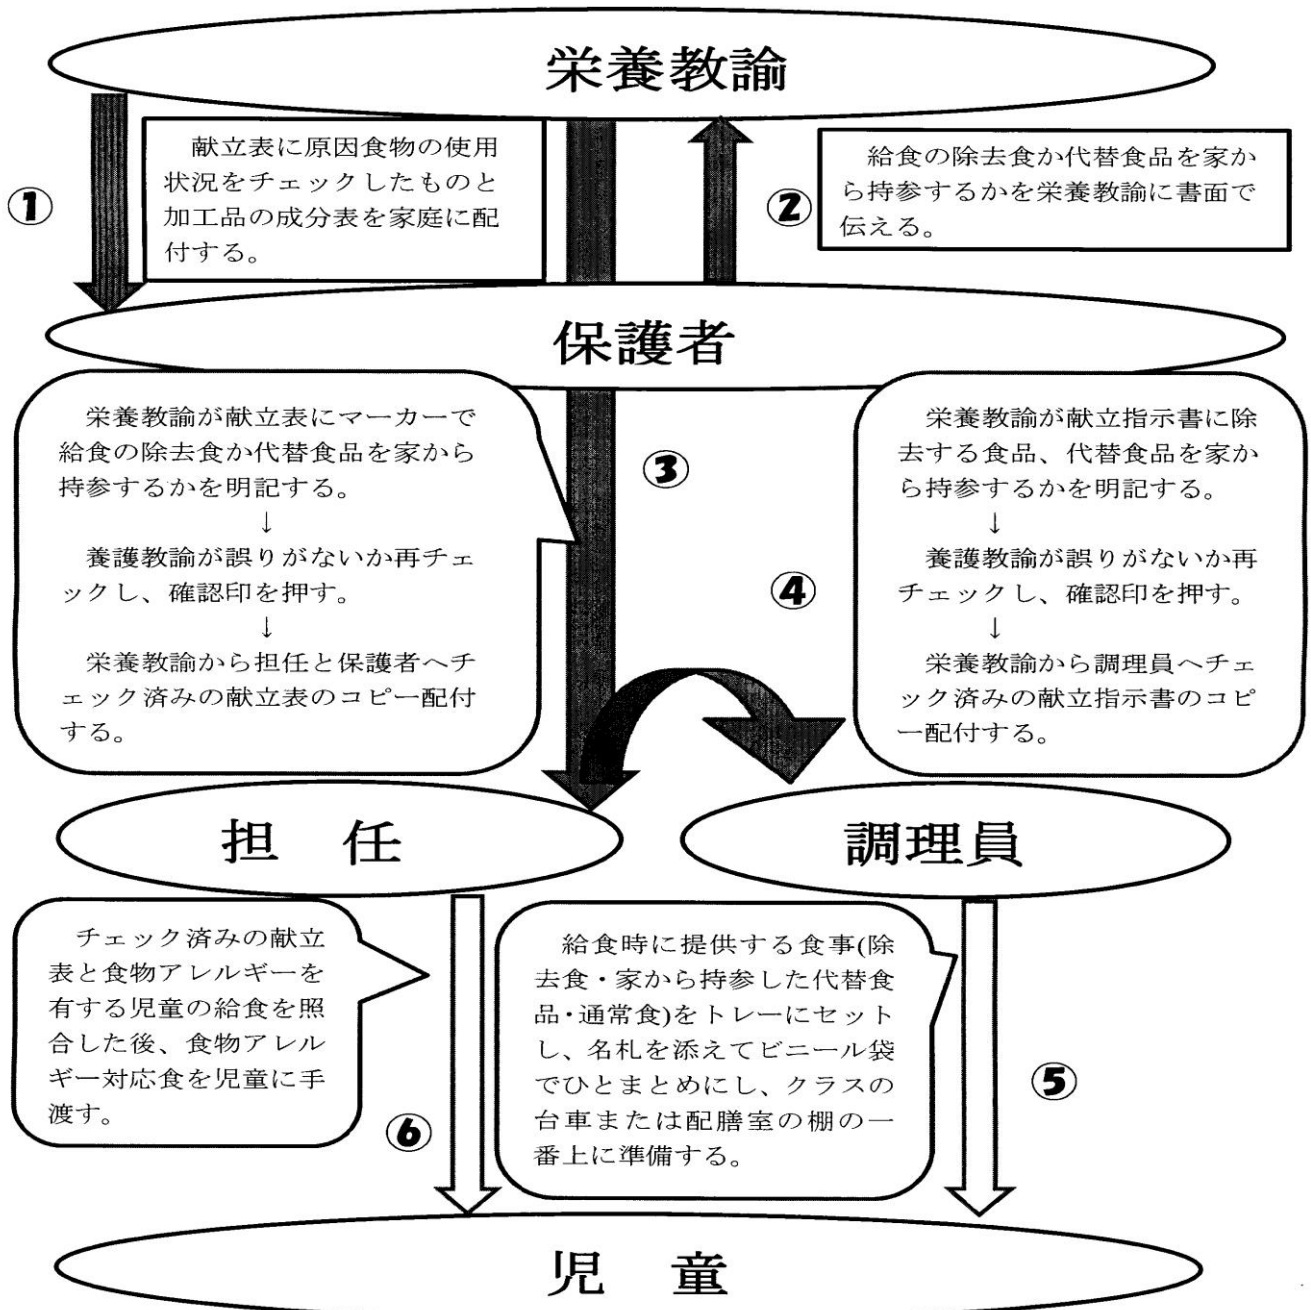 栄養教諭
①
献立表に原因食物の使用
状況をチェックしたものと
加工品の成分表を家庭に配
付する。
②
給食の除去食か代替食品を家か
ら持参するかを栄養教諭に書面で
伝える。
保護者
栄養教諭が献立表にマーカーで
給食の除去食か代替食品を家から
持参するかを明記する。
↓
養護教諭が誤りがないか再チェ
ックし、確認印を押す。
↓
栄養教諭から担任と保護者へチ
ェック済みの献立表のコピー配付
する。
③
④
栄養教諭が献立指示書に除
去する食品、代替食品を家か
ら持参するかを明記する。
↓
養護教諭が誤りがないか再
チェックし、確認印を押す。
↓
栄養教諭から調理員へチェ
ック済みの献立指示書のコピ
ー配付する。
担 任
調理員
チェック済みの献立
表と食物アレルギーを
有する児童の給食を照
合した後、食物アレル
ギー対応食を児童に手
渡す。
⑥
給食時に提供する食事(除
去食・家から持参した代替食
品・通常食)をトレーにセット
し、名札を添えてビニール袋
でひとまとめにし、クラスの
台車または配膳室の棚の一
番上に準備する。
⑤
児 童